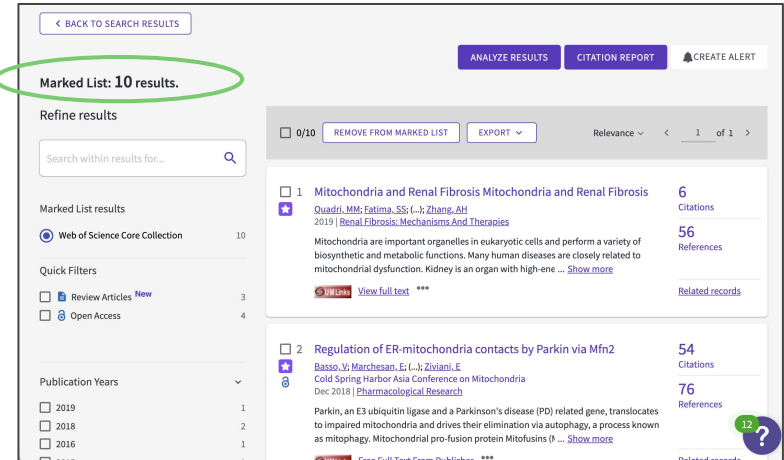 < BACK TO SEARCH RESULTS
ANALYZE RESULTS
CITATION REPORT
CREATE ALERT
Marked List: 10 results.
Refine results
Search within results for...
Marked List results
Web of Science Core Collection 10
Quick Filters
Review Articles New 3
Open Access 4
Publication Years
2019 1
2018 2
2016 1
0/10 REMOVE FROM MARKED LIST EXPORT Relevance < 1 of 1 >
1 Mitochondria and Renal Fibrosis Mitochondria and Renal Fibrosis
Quadri, MM; Fatima, SS; (...); Zhang, AH
2019 | Renal Fibrosis: Mechanisms And Therapies
Mitochondria are important organelles in eukaryotic cells and perform a variety of
biosynthetic and metabolic functions. Many human diseases are closely related to
mitochondrial dysfunction. Kidney is an organ with high-ene ... Show more
UM Links View full text •••
6
Citations
56
References
Related records
2 Regulation of ER-mitochondria contacts by Parkin via Mfn2
Basso, V; Marchesan, E; (...); Ziviani, E
Cold Spring Harbor Asia Conference on Mitochondria
Dec 2018 | Pharmacological Research
Parkin, an E3 ubiquitin ligase and a Parkinson's disease (PD) related gene, translocates
to impaired mitochondria and drives their elimination via autophagy, a process known
as mitophagy. Mitochondrial pro-fusion protein Mitofusins (M ... Show more
Free Full Text From Publisher •••
54
Citations
76
References
12
?
Related records